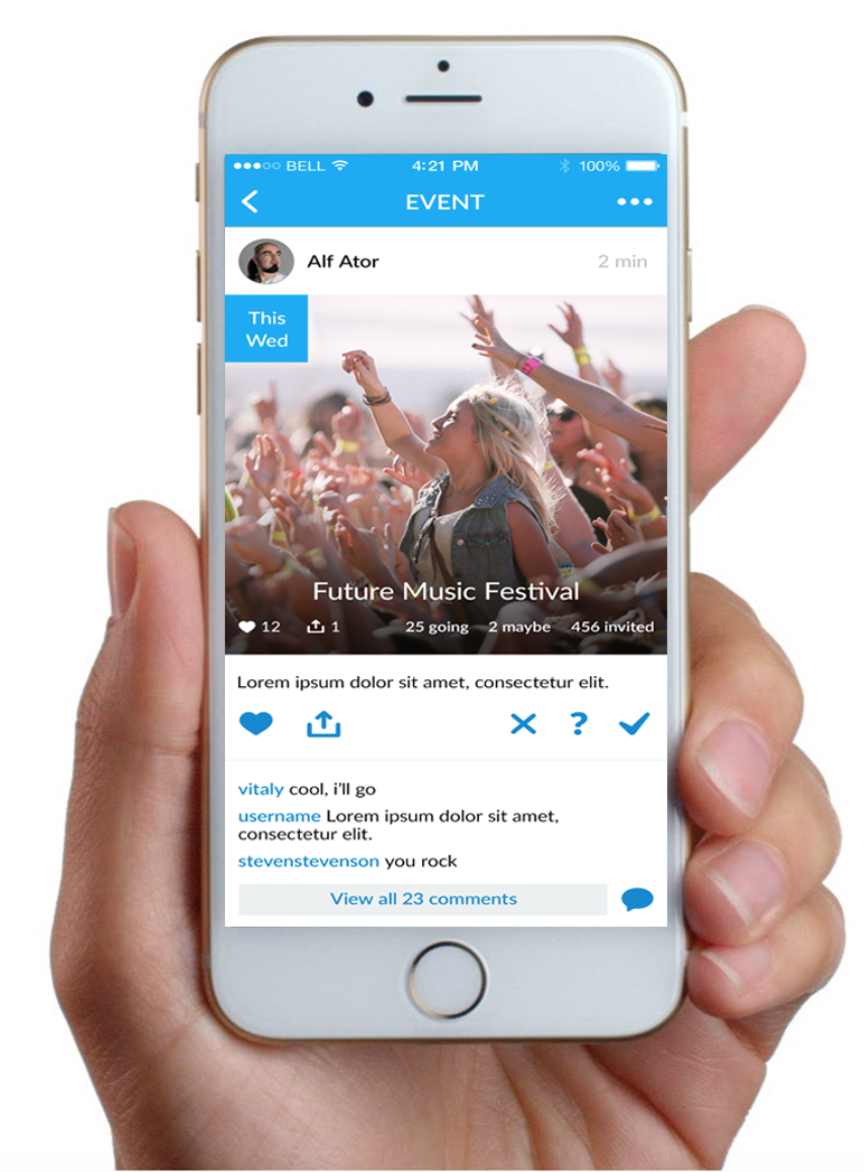 BELL 4:21 PM 100%
EVENT
Alf Ator 2 min
This
Wed
Future Music Festival
12 1 25 going 2 maybe 456 invited
Lorem ipsum dolor sit amet, consectetur elit.
?
vitaly cool, i'll go
username Lorem ipsum dolor sit amet,
consectetur elit.
stevenstevenson you rock
View all 23 comments